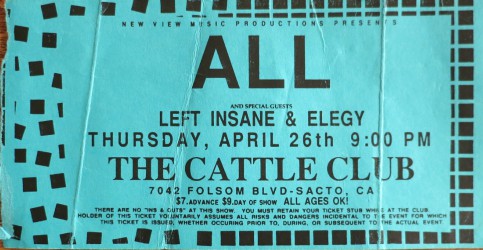 NEW VIEW MUSIC PRODUCTIONS PRESENTS
ALL
AND SPECIAL GUESTS
LEFT INSANE & ELEGY
THURSDAY, APRIL 26th 9:00 PM
THE CATTLE CLUB
7042 FOLSOM BLVD-SACTO, CA
$7.ADVANCE $9.DAY OF SHOW ALL AGES OK!
THERE ARE NO "INS & OUTS" AT THIS SHOW. YOU MUST RETAIN YOUR TICKET STUB WHILE AT THE CLUB.
HOLDER OF THIS TICKET VOLUNTARILY ASSUMES ALL RISKS AND DANGERS INCIDENTAL TO THE EVENT FOR WHICH
THIS TICKET IS ISSUED, WHETHER OCCURING PRIOR TO, DURING, OR SUBSEQUENT TO THE ACTUAL EVENT.